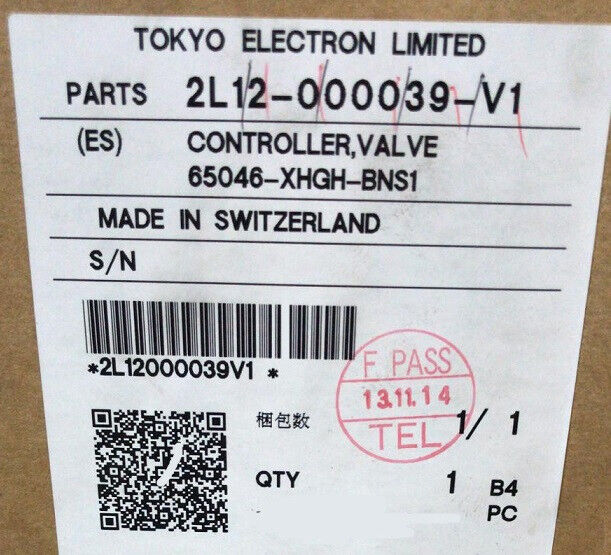 TOKYO ELECTRON LIMITED
PARTS 2L12-000039-V1
(ES) CONTROLLER,VALVE
65046-XHGH-BNS1
MADE IN SWITZERLAND
S/N
*2L12000039V1 *
F. PASS
13.11.14
TEL
梱包数 1/ 1
QTY 1 B4
PC